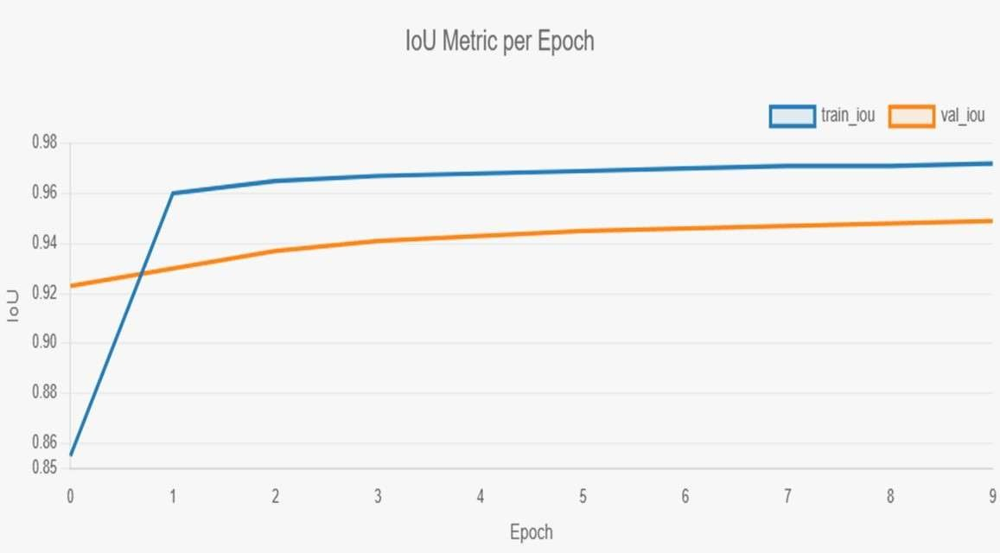 IoU Metric per Epoch
train_iou val_iou
0.98
0.96
0.94
0.92
0.90
0.88
0.86
0.85
IoU
0 1 2 3 4 5 6 7 8 9
Epoch